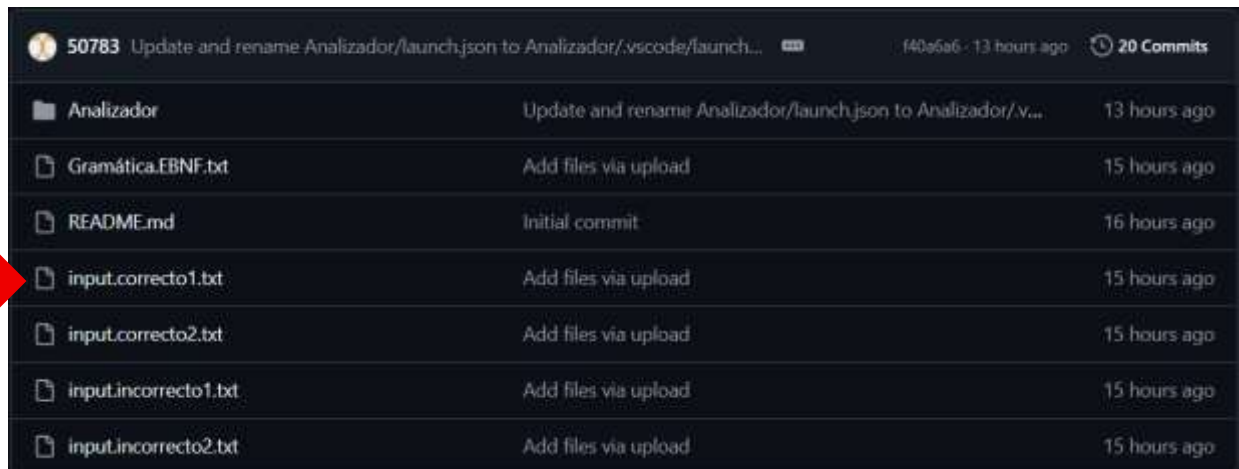 50783 Update and rename Analizador/launch.json to Analizador/.vscode/launch... f40a6a6 · 13 hours ago 20 Commits
Analizador Update and rename Analizador/launch.json to Analizador/.v... 13 hours ago
Gramática.EBNF.txt Add files via upload 15 hours ago
README.md Initial commit 16 hours ago
input.correcto1.txt Add files via upload 15 hours ago
input.correcto2.txt Add files via upload 15 hours ago
input.incorrecto1.txt Add files via upload 15 hours ago
input.incorrecto2.txt Add files via upload 15 hours ago